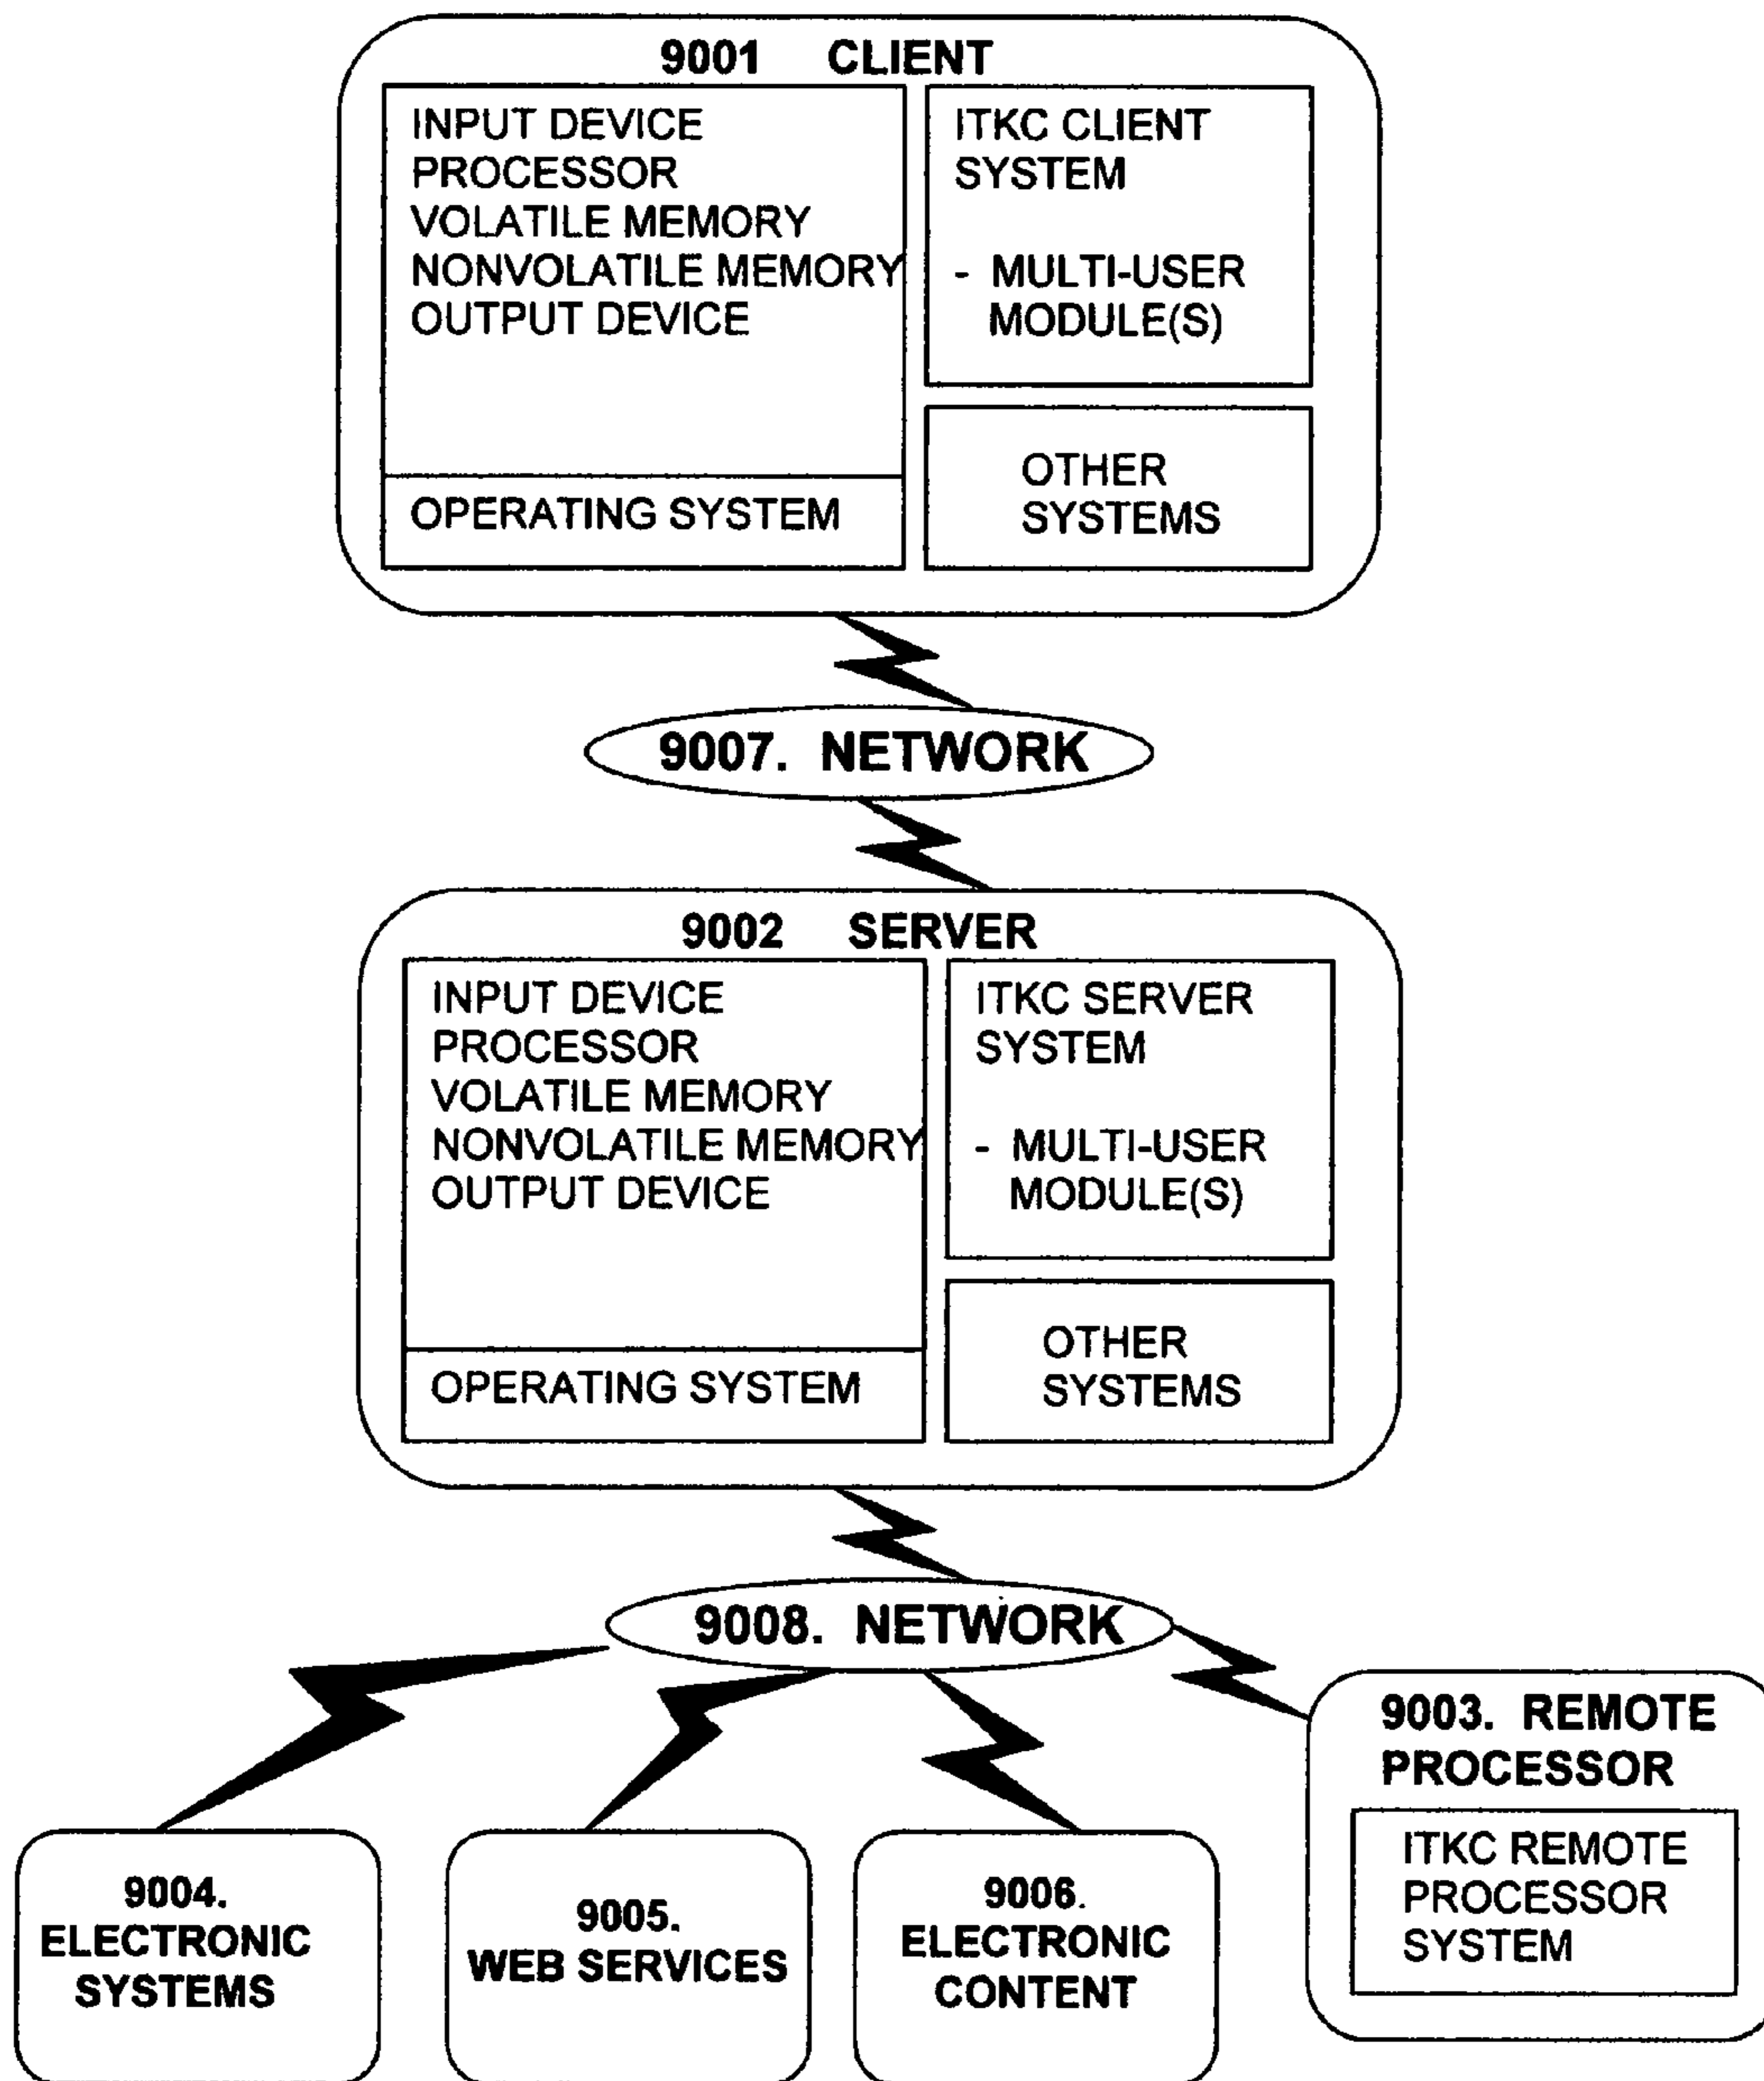 9001 CLIENT
INPUT DEVICE
PROCESSOR
VOLATILE MEMORY
NONVOLATILE MEMORY
OUTPUT DEVICE
OPERATING SYSTEM
ITKC CLIENT
SYSTEM
- MULTI-USER
MODULE(S)
OTHER
SYSTEMS
9007. NETWORK
9002 SERVER
INPUT DEVICE
PROCESSOR
VOLATILE MEMORY
NONVOLATILE MEMORY
OUTPUT DEVICE
OPERATING SYSTEM
ITKC SERVER
SYSTEM
- MULTI-USER
MODULE(S)
OTHER
SYSTEMS
9008. NETWORK
9004.
ELECTRONIC
SYSTEMS
9005.
WEB SERVICES
9006.
ELECTRONIC
CONTENT
9003. REMOTE
PROCESSOR
ITKC REMOTE
PROCESSOR
SYSTEM